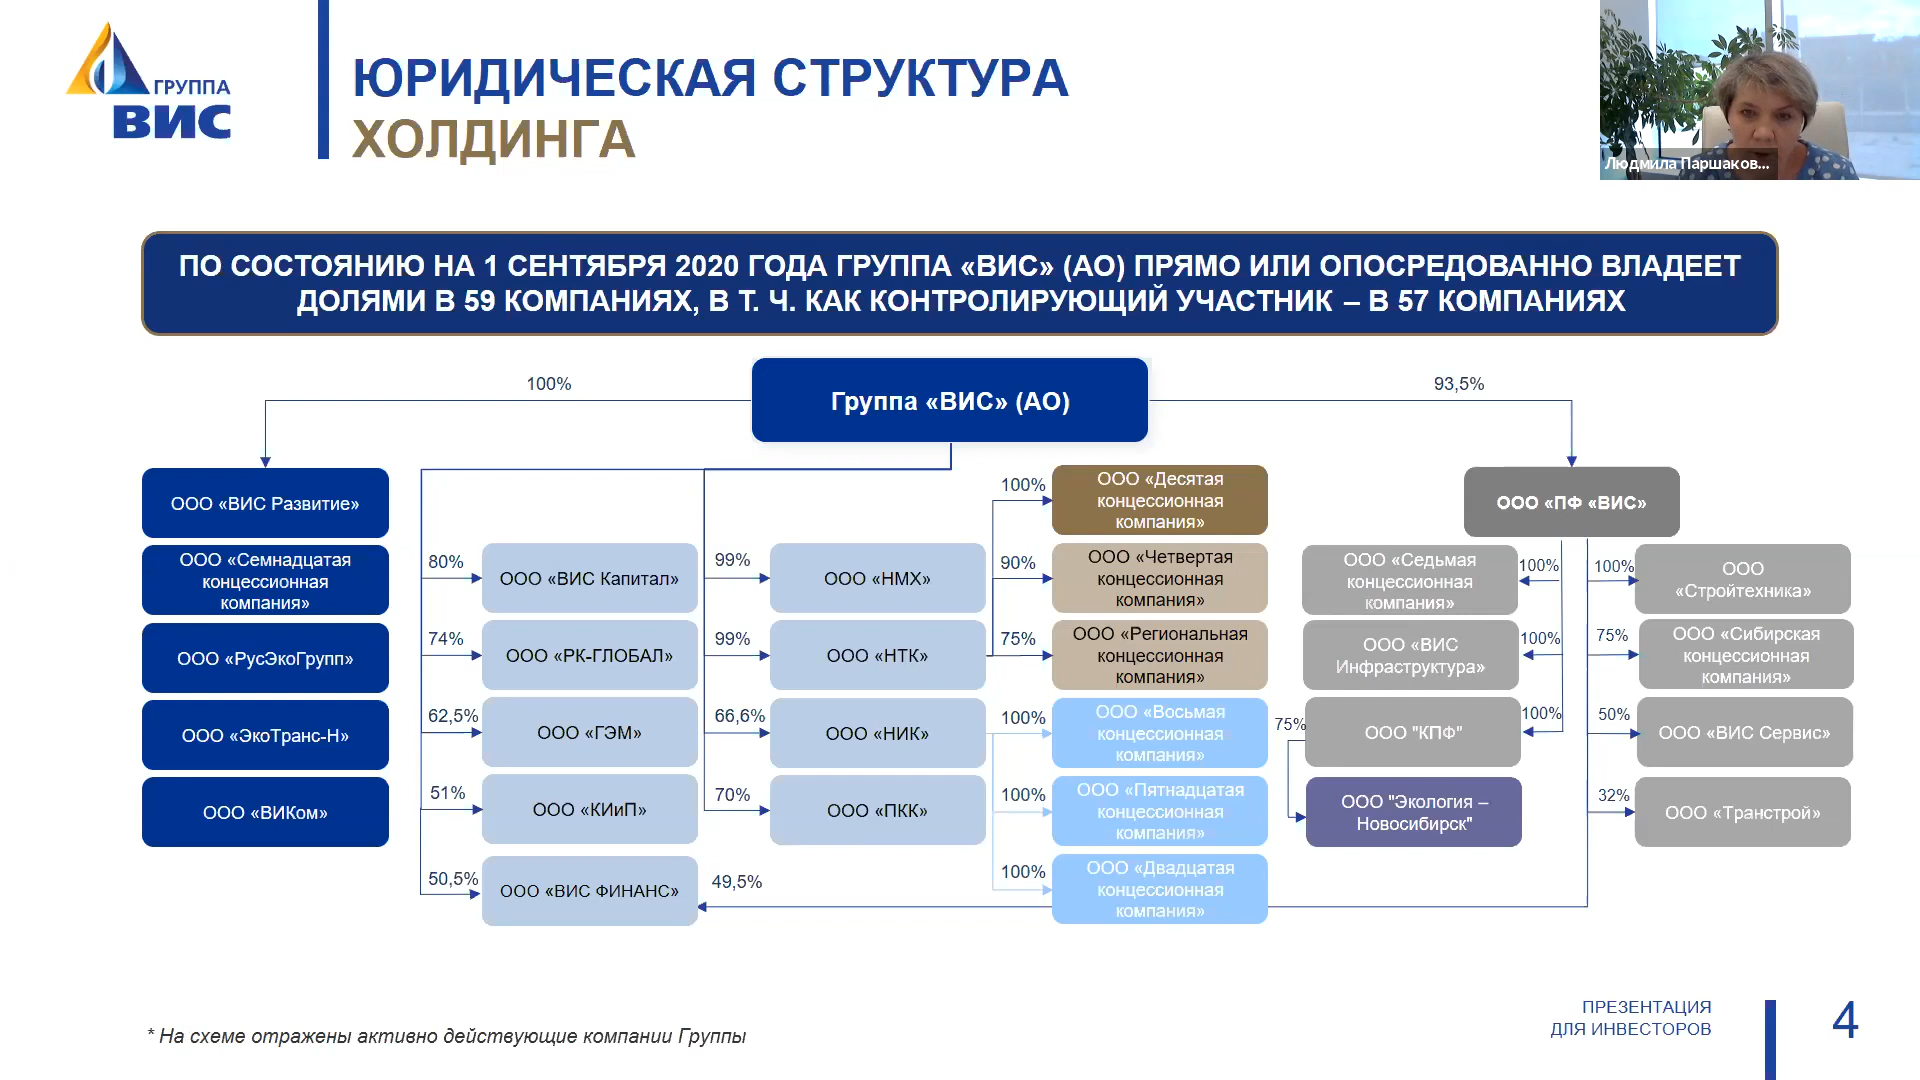 ГРУППА
ВИС
ЮРИДИЧЕСКАЯ СТРУКТУРА
ХОЛДИНГА
Людмила Паршаков...
ПО СОСТОЯНИЮ НА 1 СЕНТЯБРЯ 2020 ГОДА ГРУППА «ВИС» (АО) ПРЯМО ИЛИ ОПОСРЕДОВАННО ВЛАДЕЕТ
ДОЛЯМИ В 59 КОМПАНИЯХ, В Т. Ч. КАК КОНТРОЛИРУЮЩИЙ УЧАСТНИК – В 57 КОМПАНИЯХ
100%
Группа «ВИС» (АО)
93,5%
ООО «ВИС Развитие»
ООО «Семнадцатая
концессионная
компания»
ООО «РусЭкоГрупп»
ООО «ЭкоТранс-Н»
ООО «ВИКом»
80%
ООО «ВИС Капитал»
74%
ООО «РК-ГЛОБАЛ»
62,5%
ООО «ГЭМ»
51%
ООО «КИиП»
50,5%
ООО «ВИС ФИНАНС»
49,5%
99%
ООО «НМХ»
99%
ООО «НТК»
66,6%
ООО «НИК»
70%
ООО «ПКК»
100%
ООО «Десятая
концессионная
компания»
90%
ООО «Четвертая
концессионная
компания»
75%
ООО «Региональная
концессионная
компания»
100%
ООО «Восьмая
концессионная
компания»
100%
ООО «Пятнадцатая
концессионная
компания»
100%
ООО «Двадцатая
концессионная
компания»
ООО «ПФ «ВИС»
ООО «Седьмая
концессионная
компания»
100%
ООО «ВИС
Инфраструктура»
100%
ООО "КПФ"
100%
75%
ООО "Экология –
Новосибирск"
100%
ООО
«Стройтехника»
75%
ООО «Сибирская
концессионная
компания»
50%
ООО «ВИС Сервис»
32%
ООО «Транстрой»
* На схеме отражены активно действующие компании Группы
ПРЕЗЕНТАЦИЯ
ДЛЯ ИНВЕСТОРОВ
4